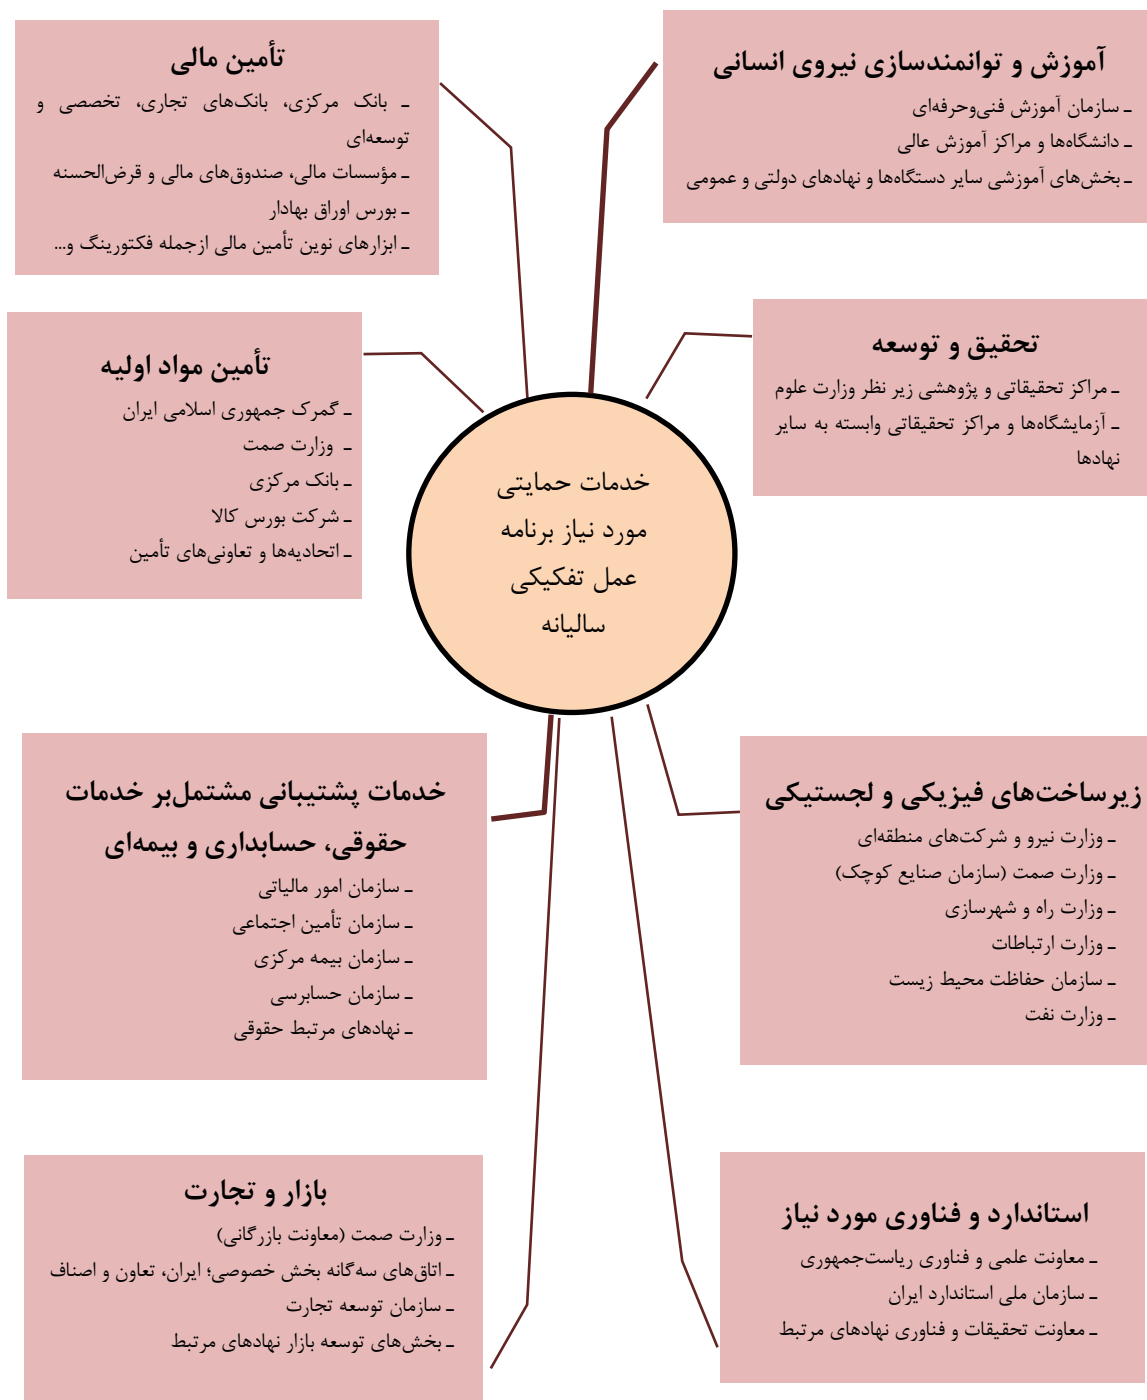 آموزش و توانمندسازی نیروی انسانی
ـ سازمان آموزش فنی‌وحرفه‌ای
ـ دانشگاه‌ها و مراکز آموزش عالی
ـ بخش‌های آموزشی سایر دستگاه‌ها و نهادهای دولتی و عمومی
تأمین مالی
ـ بانک مرکزی، بانک‌های تجاری، تخصصی و
توسعه‌ای
ـ مؤسسات مالی، صندوق‌های مالی و قرض‌الحسنه
ـ بورس اوراق بهادار
ـ ابزارهای نوین تأمین مالی ازجمله فکتورینگ و...
تحقیق و توسعه
ـ مراکز تحقیقاتی و پژوهشی زیر نظر وزارت علوم
ـ آزمایشگاه‌ها و مراکز تحقیقاتی وابسته به سایر
نهادها
تأمین مواد اولیه
ـ گمرک جمهوری اسلامی ایران
ـ وزارت صمت
ـ بانک مرکزی
ـ شرکت بورس کالا
ـ اتحادیه‌ها و تعاونی‌های تأمین
خدمات حمایتی
مورد نیاز برنامه
عمل تفکیکی
سالیانه
زیرساخت‌های فیزیکی و لجستیکی
ـ وزارت نیرو و شرکت‌های منطقه‌ای
ـ وزارت صمت (سازمان صنایع کوچک)
ـ وزارت راه و شهرسازی
ـ وزارت ارتباطات
ـ سازمان حفاظت محیط زیست
ـ وزارت نفت
خدمات پشتیبانی مشتمل‌بر خدمات
حقوقی، حسابداری و بیمه‌ای
ـ سازمان امور مالیاتی
ـ سازمان تأمین اجتماعی
ـ سازمان بیمه مرکزی
ـ سازمان حسابرسی
ـ نهادهای مرتبط حقوقی
استاندارد و فناوری مورد نیاز
ـ معاونت علمی و فناوری ریاست‌جمهوری
ـ سازمان ملی استاندارد ایران
ـ معاونت تحقیقات و فناوری نهادهای مرتبط
بازار و تجارت
ـ وزارت صمت (معاونت بازرگانی)
ـ اتاق‌های سه‌گانه بخش خصوصی؛ ایران، تعاون و اصناف
ـ سازمان توسعه تجارت
ـ بخش‌های توسعه بازار نهادهای مرتبط